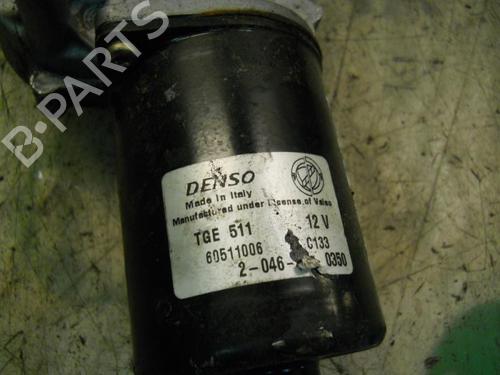 B-PARTS
DENSO
Made in Italy
Manufactured under License of Valeo
TGE 511 12 V
60511006 C133
2-046- 0350